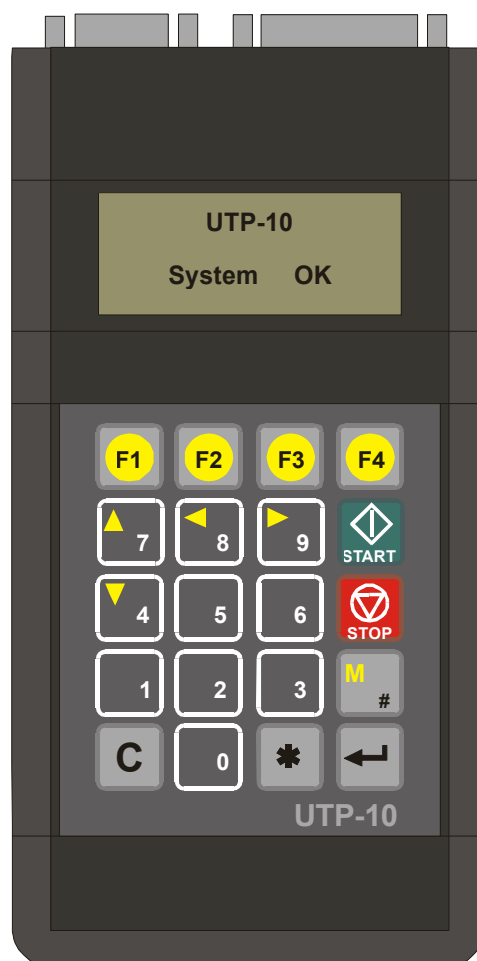 UTP-10
System OK
F1 F2 F3 F4
7 8 9 START
4 5 6 STOP
1 2 3 M #
C 0 *
UTP-10